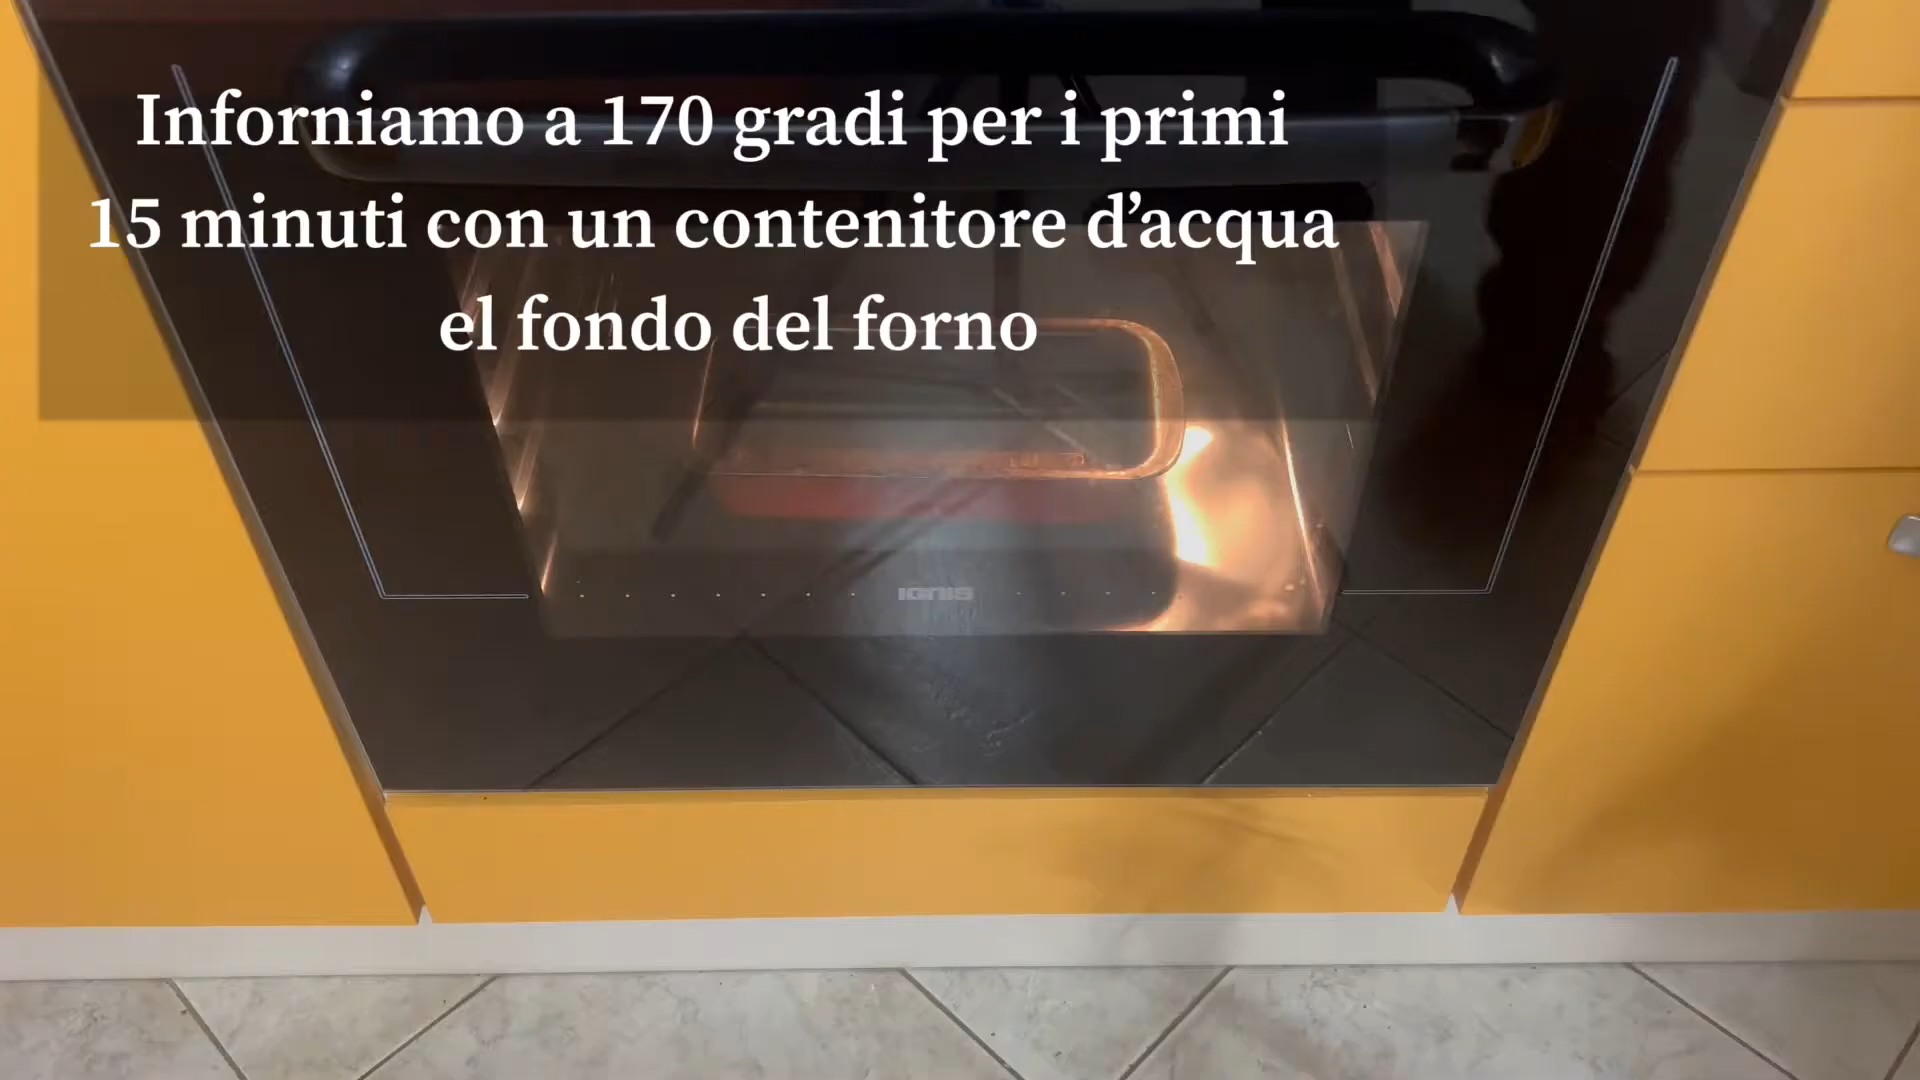 Inforniamo a 170 gradi per i primi
15 minuti con un contenitore d’acqua
el fondo del forno
IGNIS